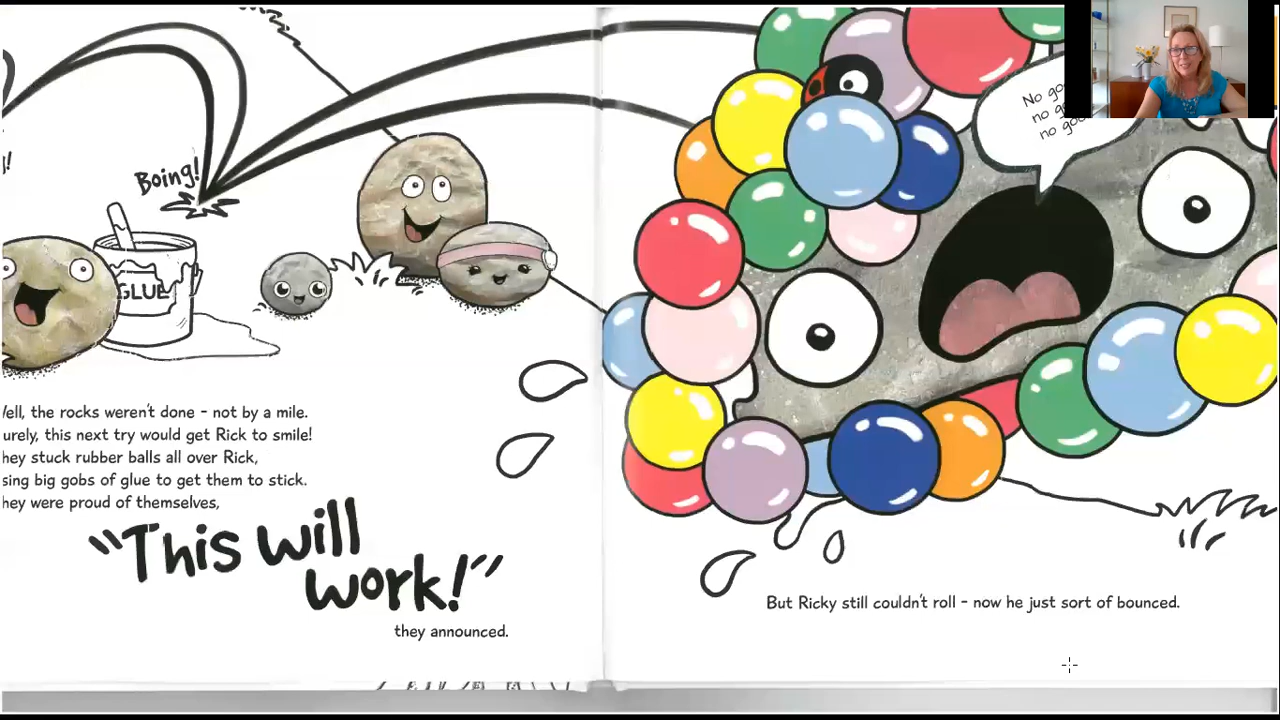 Boing!
GLUE
ell, the rocks weren't done - not by a mile.
urely, this next try would get Rick to smile!
hey stuck rubber balls all over Rick,
sing big gobs of glue to get them to stick.
hey were proud of themselves,
"This will
work!"
they announced.
No go
no g
no goo
But Ricky still couldn't roll - now he just sort of bounced.